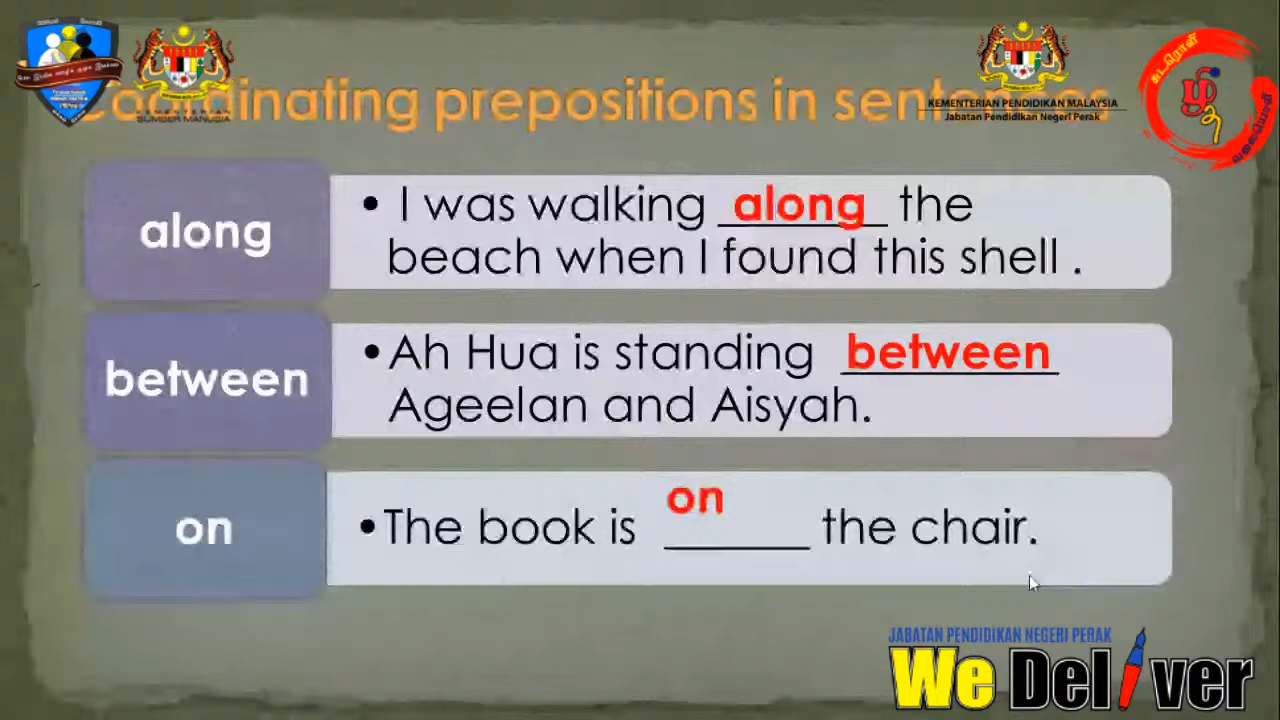 prepositions in
KEMENTERIAN PENDIDIKAN MALAYSIA
Jabatan Pendidikan Negeri Perak
SUMBER MANUSIA
along
• I was walking along the
beach when I found this shell .
between
•Ah Hua is standing between
Ageelan and Aisyah.
on
•The book is on the chair.
JABATAN PENDIDIKAN NEGERI PERAK
We Deliver